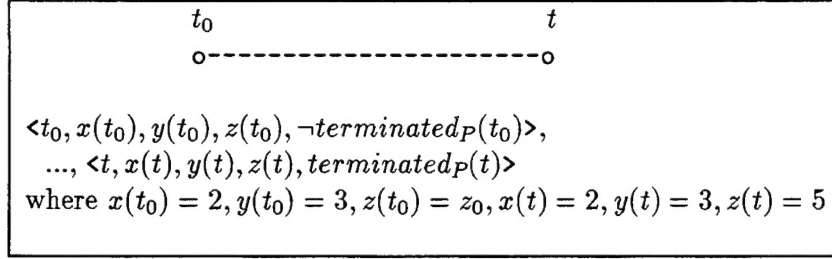 t₀ t
<t₀, x(t₀), y(t₀), z(t₀), ¬terminated_P(t₀)>,
..., <t, x(t), y(t), z(t), terminated_P(t)>
where x(t₀) = 2, y(t₀) = 3, z(t₀) = z₀, x(t) = 2, y(t) = 3, z(t) = 5